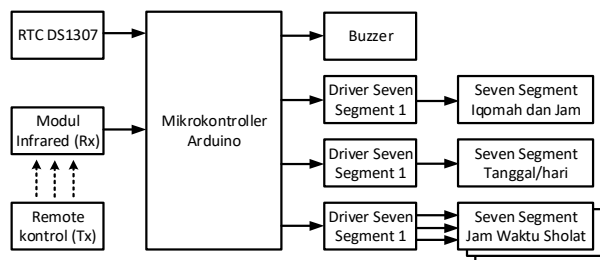 RTC DS1307
Modul
Infrared (Rx)
Remote
kontrol (Tx)
Mikrokontroller
Arduino
Buzzer
Driver Seven
Segment 1
Seven Segment
Iqomah dan Jam
Driver Seven
Segment 1
Seven Segment
Tanggal/hari
Driver Seven
Segment 1
Seven Segment
Jam Waktu Sholat